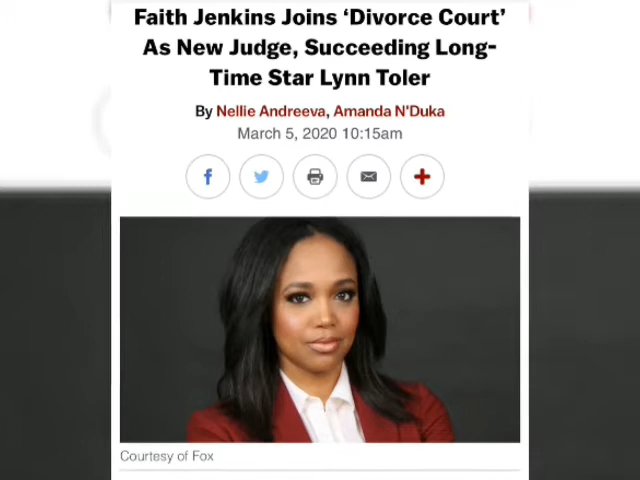 Faith Jenkins Joins ‘Divorce Court’
As New Judge, Succeeding Long-
Time Star Lynn Toler
By Nellie Andreeva, Amanda N'Duka
March 5, 2020 10:15am
Courtesy of Fox